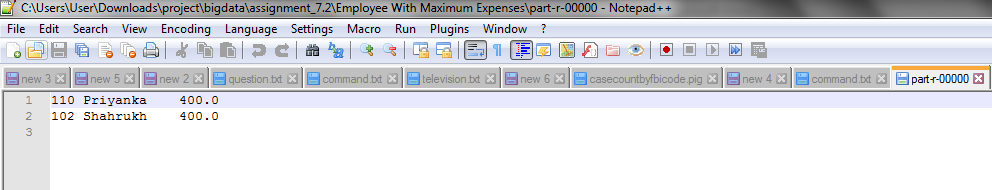 C:\Users\User\Downloads\project\bigdata\assignment_7.2\Employee With Maximum Expenses\part-r-00000 - Notepad++
File Edit Search View Encoding Language Settings Macro Run Plugins Window ?
new 3 new 5 new 2 question.txt command.txt television.txt new 6 casecountbyfbicode.pig new 4 command.txt part-r-00000
1 110 Priyanka 400.0
2 102 Shahrukh 400.0
3